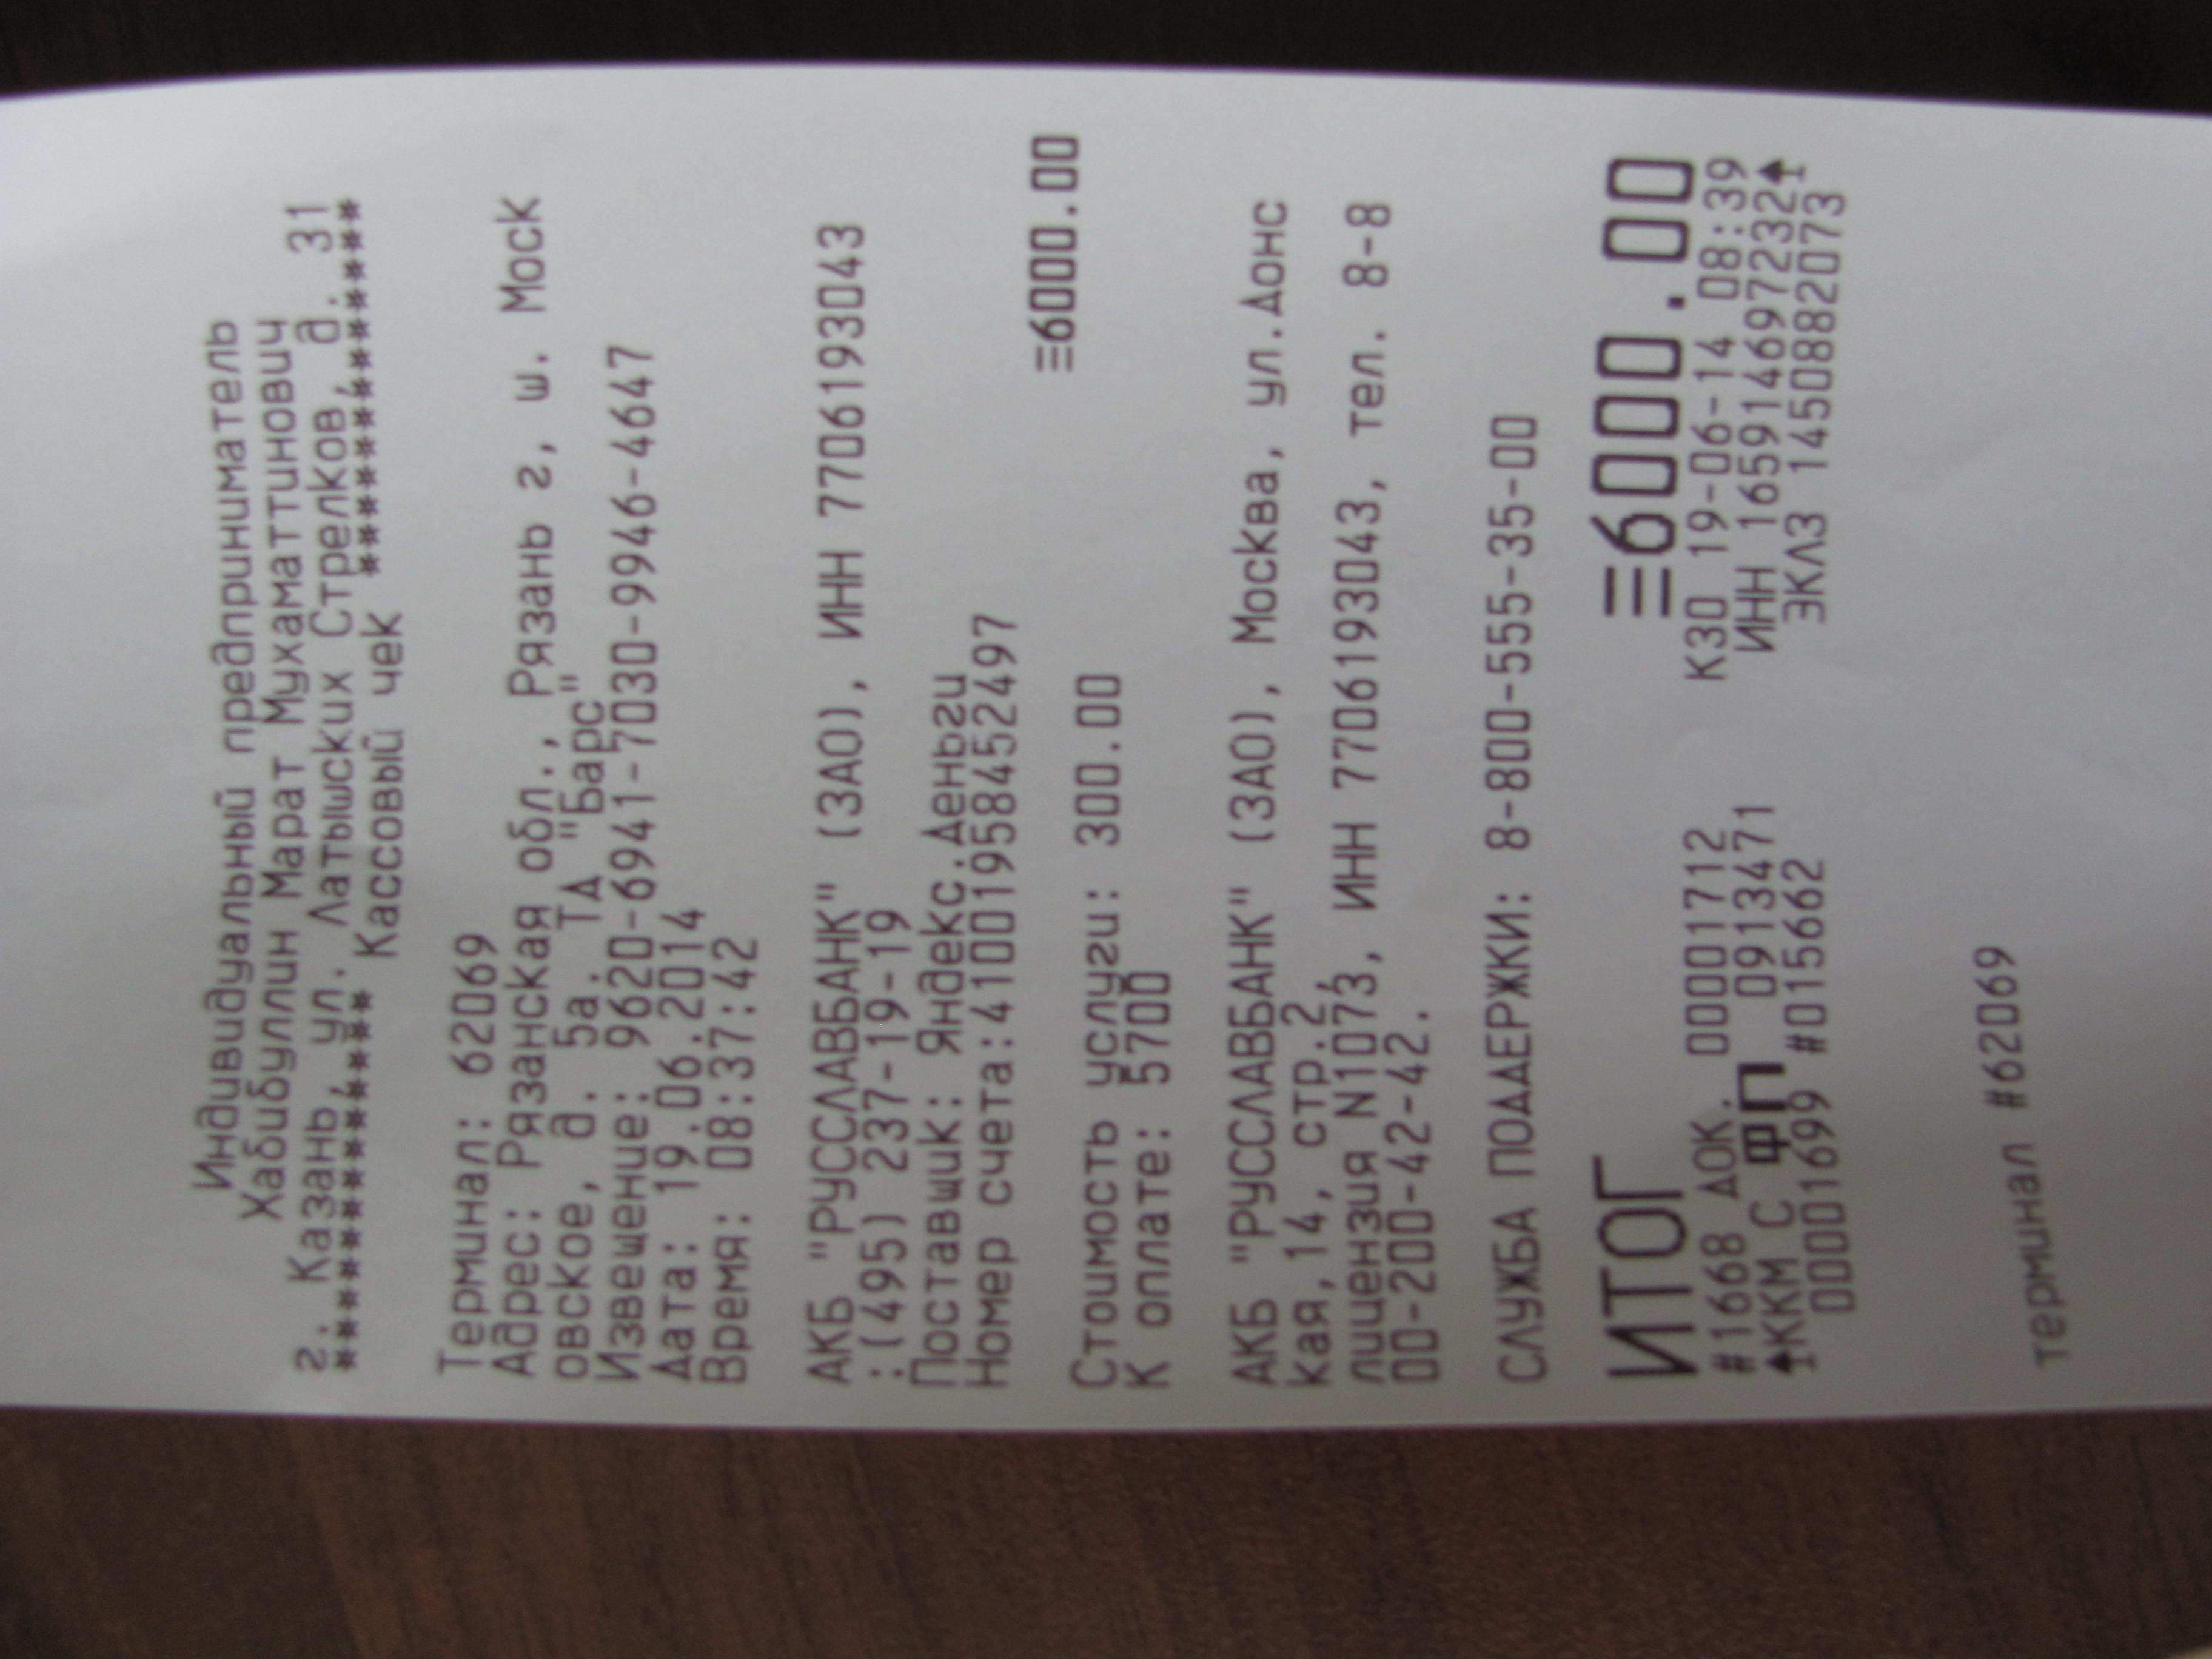 Индивидуальный предприниматель
Хабибуллин Марат Мухаматтинович
г. Казань, ул. Латышских Стрелков, д. 31
************************ ************************
Кассовый чек
Терминал: 62069
Адрес: Рязанская обл., Рязань г, ш. Моск
овское, д. 5а. ТД "Барс"
Извещение: 9620-6941-7030-9946-4647
Дата: 19.06.2014
Время: 08:37:42
АКБ "РУССЛАВБАНК" (ЗАО), ИНН 7706193043
:(495) 237-19-19
Поставщик: Яндекс.Деньги
Номер счета:410019584524​97
≡6000.00
Стоимость услуги: 300.00
К оплате: 5700
АКБ "РУССЛАВБАНК" (ЗАО), Москва, ул.Донс
кая,14, стр.2,
лицензия N1073, ИНН 7706193043, тел. 8-8
00-200-42-42.
СЛУЖБА ПОДДЕРЖКИ: 8-800-555-35-00
ИТОГ ≡6000.00
#1668 ДОК. 00001712 К30 19-06-14 08:39
ККМ С ФП 0913471 ИНН 165914697232
00001699 #015662 ЭКЛЗ 1450882073
терминал #62069